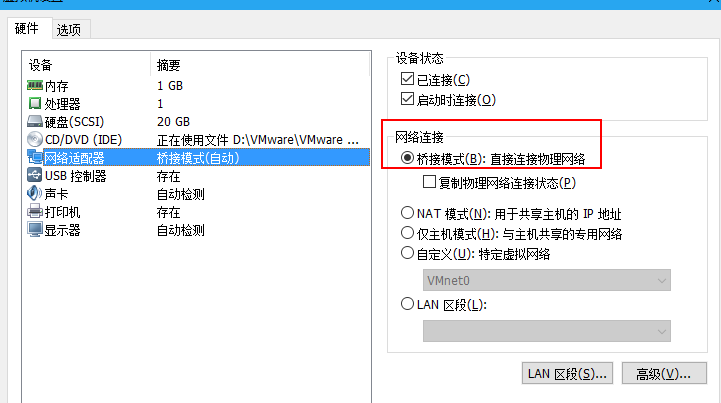 硬件 选项
设备 摘要
内存 1 GB
处理器 1
硬盘(SCSI) 20 GB
CD/DVD (IDE) 正在使用文件 D:\VMware\VMware ...
网络适配器 桥接模式(自动)
USB 控制器 存在
声卡 自动检测
打印机 存在
显示器 自动检测
设备状态
已连接(C)
启动时连接(O)
网络连接
桥接模式(B): 直接连接物理网络
复制物理网络连接状态(P)
NAT 模式(N): 用于共享主机的 IP 地址
仅主机模式(H): 与主机共享的专用网络
自定义(U): 特定虚拟网络
VMnet0
LAN 区段(L):
LAN 区段(S)... 高级(V)...